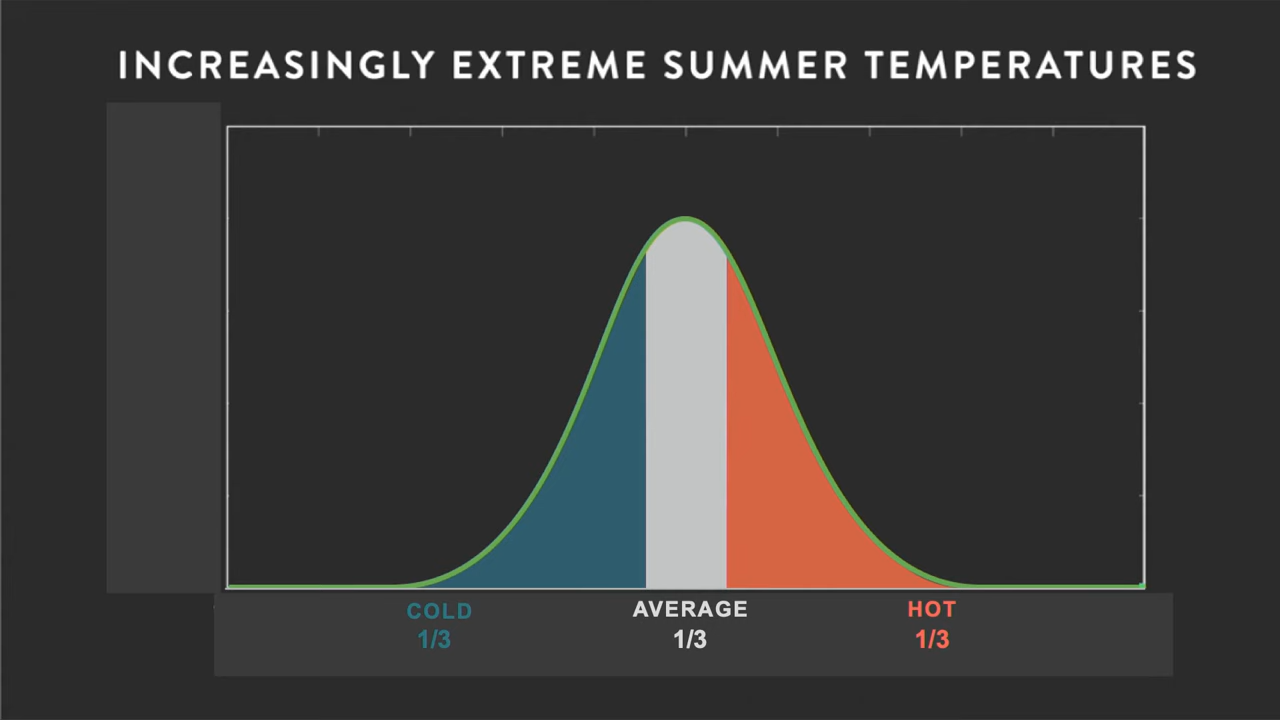 INCREASINGLY EXTREME SUMMER TEMPERATURES
COLD AVERAGE HOT
1/3 1/3 1/3